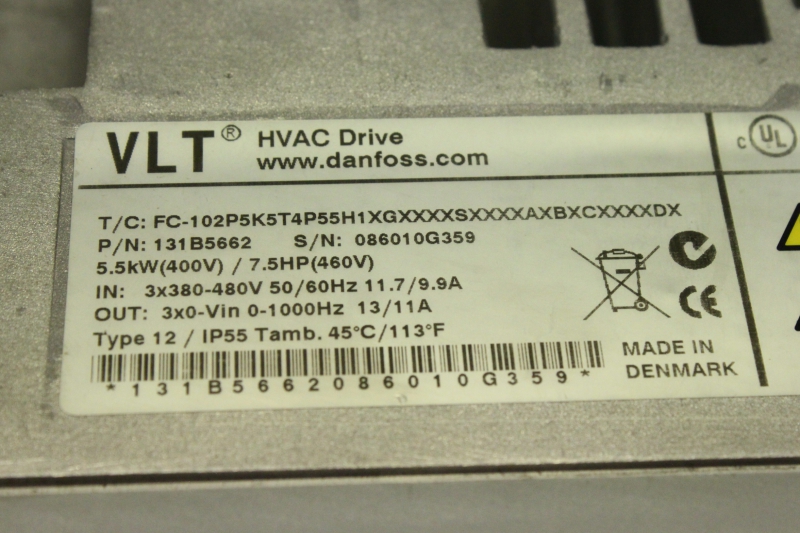 VLT® HVAC Drive
www.danfoss.com
c UL
T/C: FC-102P5K5T4P55H1XGXXXXSXXXXAXBXCXXXXDX
P/N: 131B5662 S/N: 086010G359
5.5kW(400V) / 7.5HP(460V)
IN: 3x380-480V 50/60Hz 11.7/9.9A
OUT: 3x0-Vin 0-1000Hz 13/11A
CE
Type 12 / IP55 Tamb. 45°C/113°F
*131B5662086010G359*
MADE IN
DENMARK